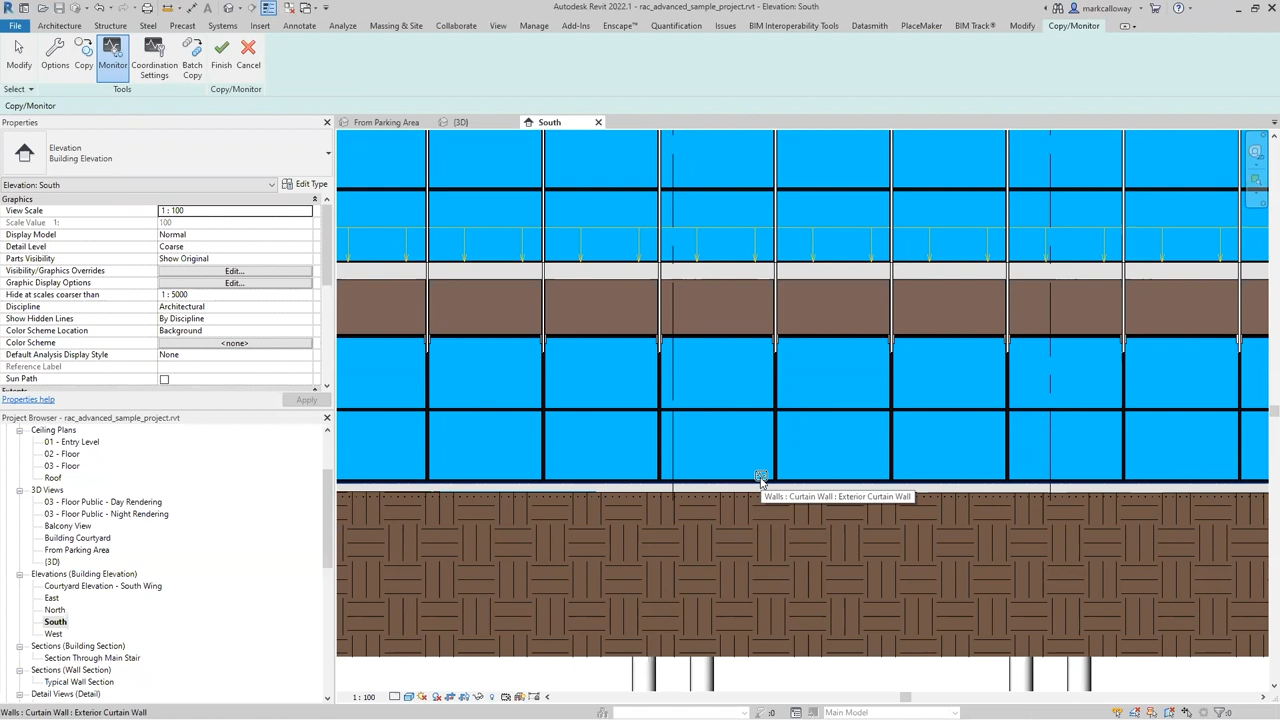 Autodesk Revit 2022.1 - rac_advanced_sample_project.rvt - Elevation: South
markcalloway
File Architecture Structure Steel Precast Systems Insert Annotate Analyze Massing & Site Collaborate View Manage Add-Ins Enscape™ Quantification Issues BIM Interoperability Tools Datasmith PlaceMaker BIM Track® Modify Copy/Monitor
Modify Options Copy Monitor Coordination Settings Batch Copy Finish Cancel
Select Tools Copy/Monitor
Copy/Monitor
Properties
From Parking Area {3D} South
Elevation
Building Elevation
Elevation: South Edit Type
Graphics
View Scale 1 : 100
Scale Value 1: 100
Display Model Normal
Detail Level Coarse
Parts Visibility Show Original
Visibility/Graphics Overrides Edit...
Graphic Display Options Edit...
Hide at scales coarser than 1 : 5000
Discipline Architectural
Show Hidden Lines By Discipline
Color Scheme Location Background
Color Scheme <none>
Default Analysis Display Style None
Reference Label
Sun Path
Extents
Properties help Apply
Project Browser - rac_advanced_sample_project.rvt
Ceiling Plans
01 - Entry Level
02 - Floor
03 - Floor
Roof
3D Views
03 - Floor Public - Day Rendering
03 - Floor Public - Night Rendering
Balcony View
Building Courtyard
From Parking Area
{3D}
Elevations (Building Elevation)
Courtyard Elevation - South Wing
East
North
South
West
Sections (Building Section)
Section Through Main Stair
Sections (Wall Section)
Typical Wall Section
Detail Views (Detail)
Walls : Curtain Wall : Exterior Curtain Wall
1 : 100
Walls : Curtain Wall : Exterior Curtain Wall
:0 Main Model :0